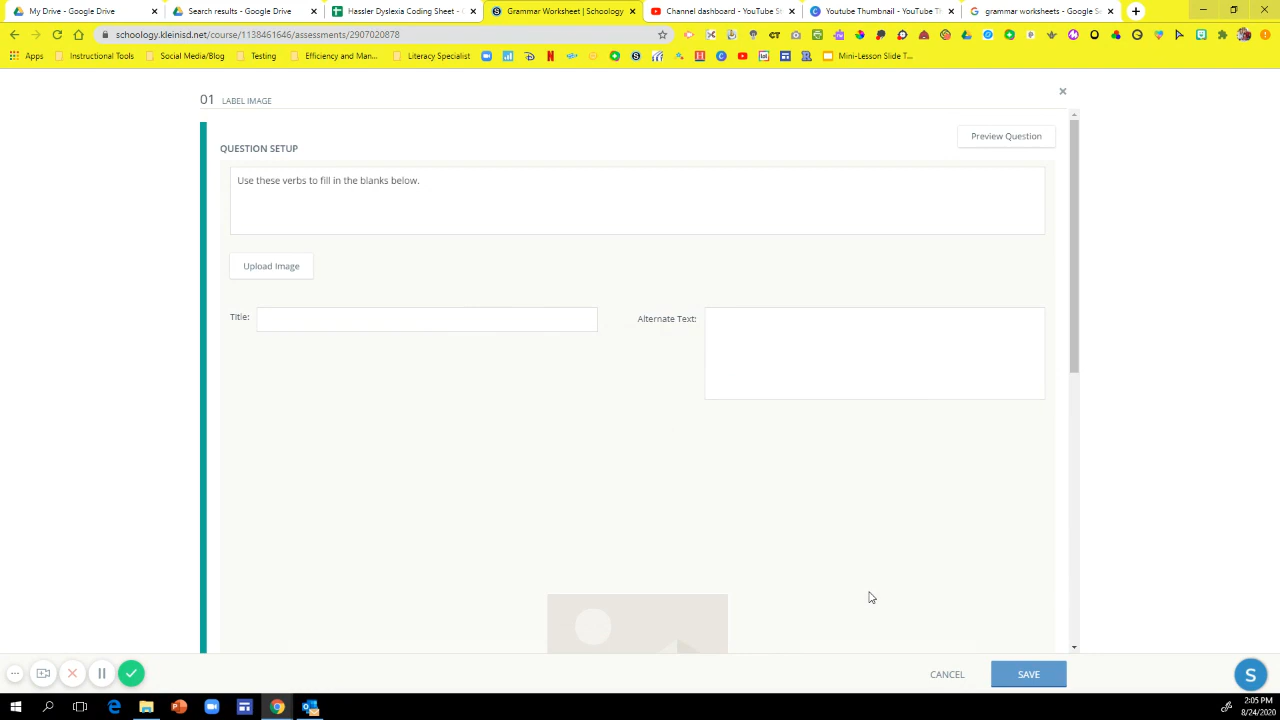 My Drive - Google Drive
Search results - Google Drive
Hassler Dyslexia Coding Sheet -
Grammar Worksheet | Schoology
Channel dashboard - YouTube St
Youtube Thumbnail - YouTube Th
grammar worksheets - Google Se
schoology.kleinisd.net/course/1138461646/assessments/2907020878
Apps
Instructional Tools
Social Media/Blog
Testing
Efficiency and Man...
Literacy Specialist
Mini-Lesson Slide T...
01 LABEL IMAGE
Preview Question
QUESTION SETUP
Use these verbs to fill in the blanks below.
Upload Image
Title:
Alternate Text:
CANCEL
SAVE
S
2:05 PM
8/24/2020